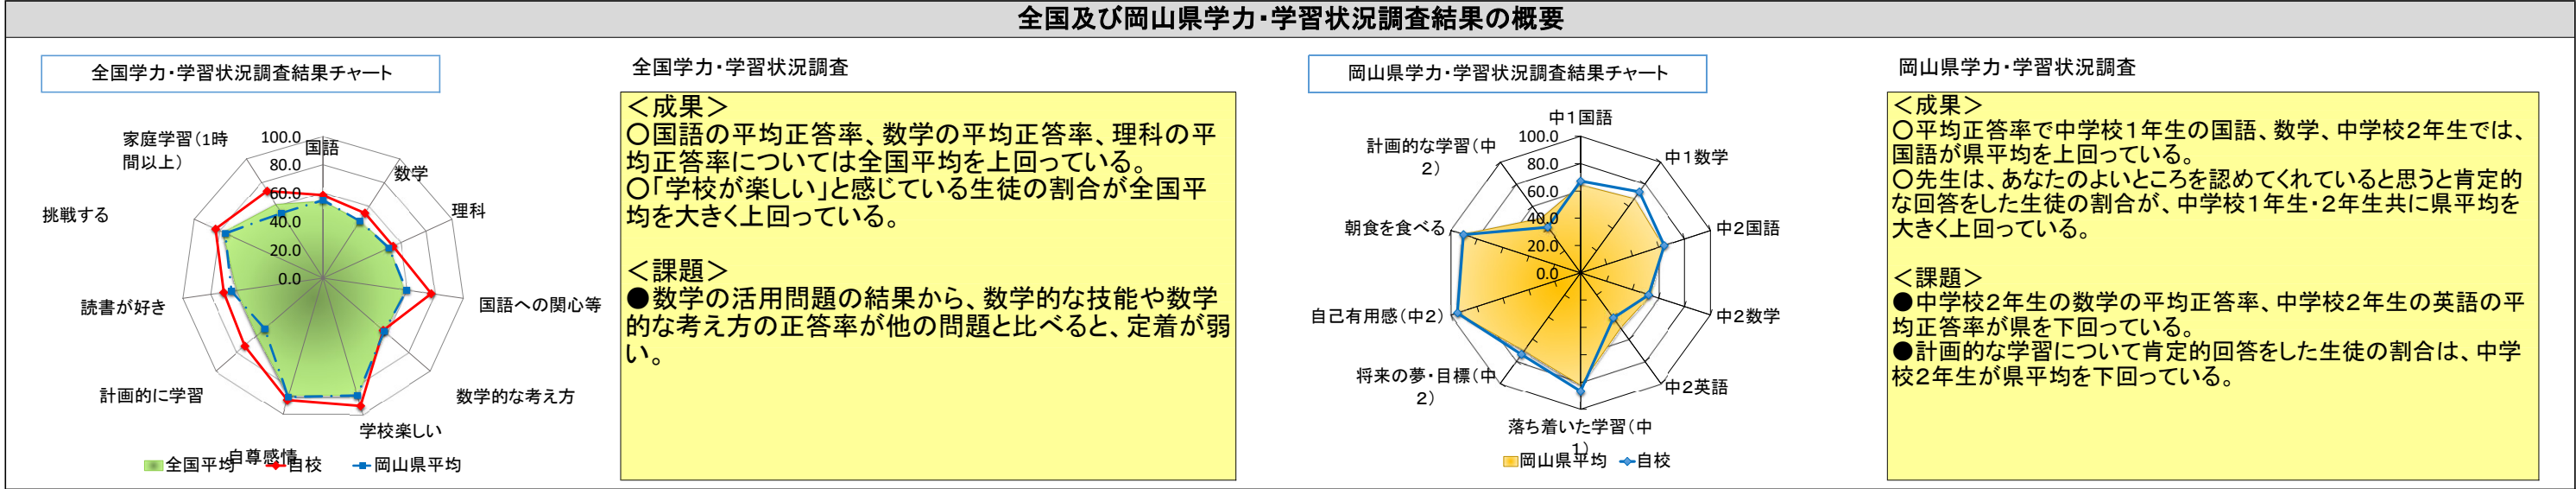 全国及び岡山県学力・学習状況調査結果の概要
全国学力・学習状況調査結果チャート
国語
数学
理科
国語への関心等
数学的な考え方
学校楽しい
自尊感情
計画的に学習
読書が好き
挑戦する
家庭学習(1時
間以上)
100.0
80.0
60.0
40.0
20.0
0.0
全国平均 自校 岡山県平均
全国学力・学習状況調査
＜成果＞
○国語の平均正答率、数学の平均正答率、理科の平
均正答率については全国平均を上回っている。
○「学校が楽しい」と感じている生徒の割合が全国平
均を大きく上回っている。
＜課題＞
●数学の活用問題の結果から、数学的な技能や数学
的な考え方の正答率が他の問題と比べると、定着が弱
い。
岡山県学力・学習状況調査結果チャート
中1国語
中1数学
中2国語
中2数学
中2英語
落ち着いた学習(中
1)
将来の夢・目標(中
2)
自己有用感(中2)
朝食を食べる
計画的な学習(中
2)
100.0
80.0
60.0
40.0
20.0
0.0
岡山県平均 自校
岡山県学力・学習状況調査
＜成果＞
○平均正答率で中学校1年生の国語、数学、中学校2年生では、
国語が県平均を上回っている。
○先生は、あなたのよいところを認めてくれていると思うと肯定的
な回答をした生徒の割合が、中学校1年生・2年生共に県平均を
大きく上回っている。
＜課題＞
●中学校2年生の数学の平均正答率、中学校2年生の英語の平
均正答率が県を下回っている。
●計画的な学習について肯定的回答をした生徒の割合は、中学
校2年生が県平均を下回っている。